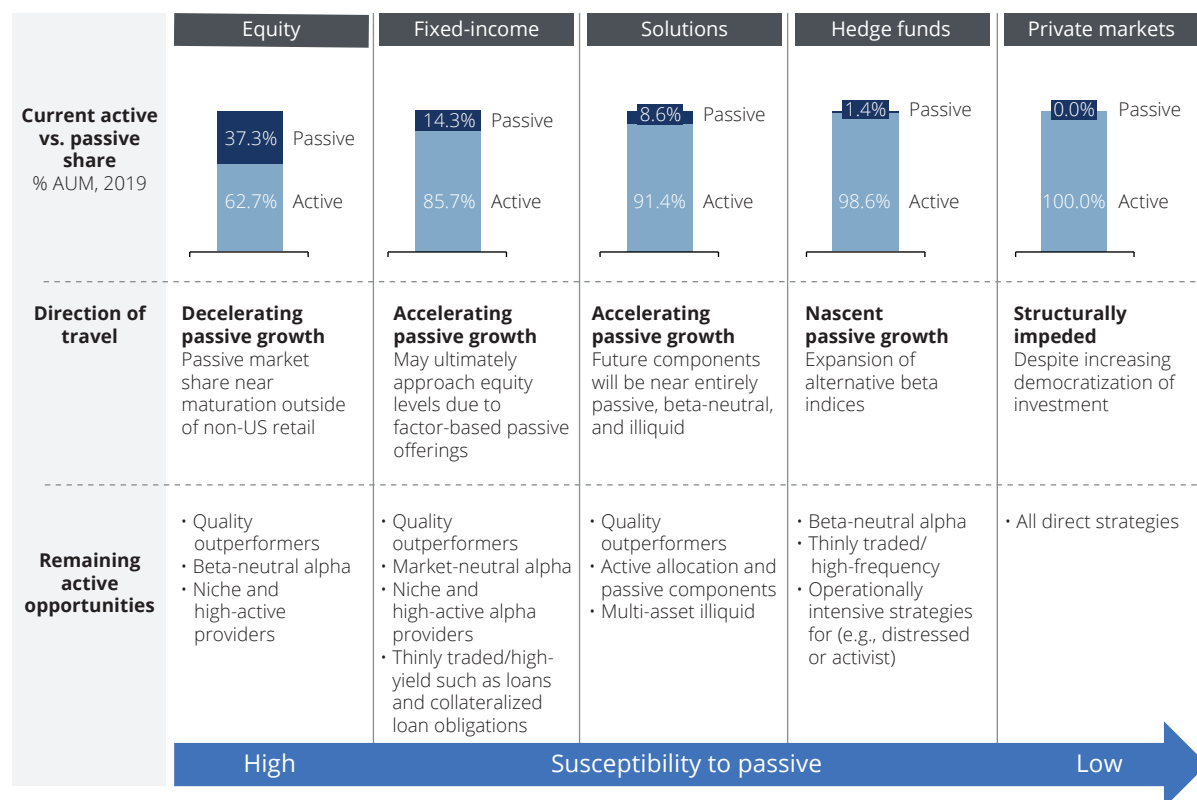 Equity
Fixed-income
Solutions
Hedge funds
Private markets
Current active
vs. passive
share
% AUM, 2019
37.3% Passive
62.7% Active
14.3% Passive
85.7% Active
8.6% Passive
91.4% Active
1.4% Passive
98.6% Active
0.0% Passive
100.0% Active
Direction of
travel
Decelerating
passive growth
Passive market
share near
maturation outside
of non-US retail
Accelerating
passive growth
May ultimately
approach equity
levels due to
factor-based passive
offerings
Accelerating
passive growth
Future components
will be near entirely
passive, beta-neutral,
and illiquid
Nascent
passive growth
Expansion of
alternative beta
indices
Structurally
impeded
Despite increasing
democratization of
investment
Remaining
active
opportunities
• Quality
outperformers
• Beta-neutral alpha
• Niche and
high-active
providers
• Quality
outperformers
• Market-neutral alpha
• Niche and
high-active alpha
providers
• Thinly traded/high-
yield such as loans
and collateralized
loan obligations
• Quality
outperformers
• Active allocation and
passive components
• Multi-asset illiquid
• Beta-neutral alpha
• Thinly traded/
high-frequency
• Operationally
intensive strategies
for (e.g., distressed
or activist)
• All direct strategies
High
Susceptibility to passive
Low